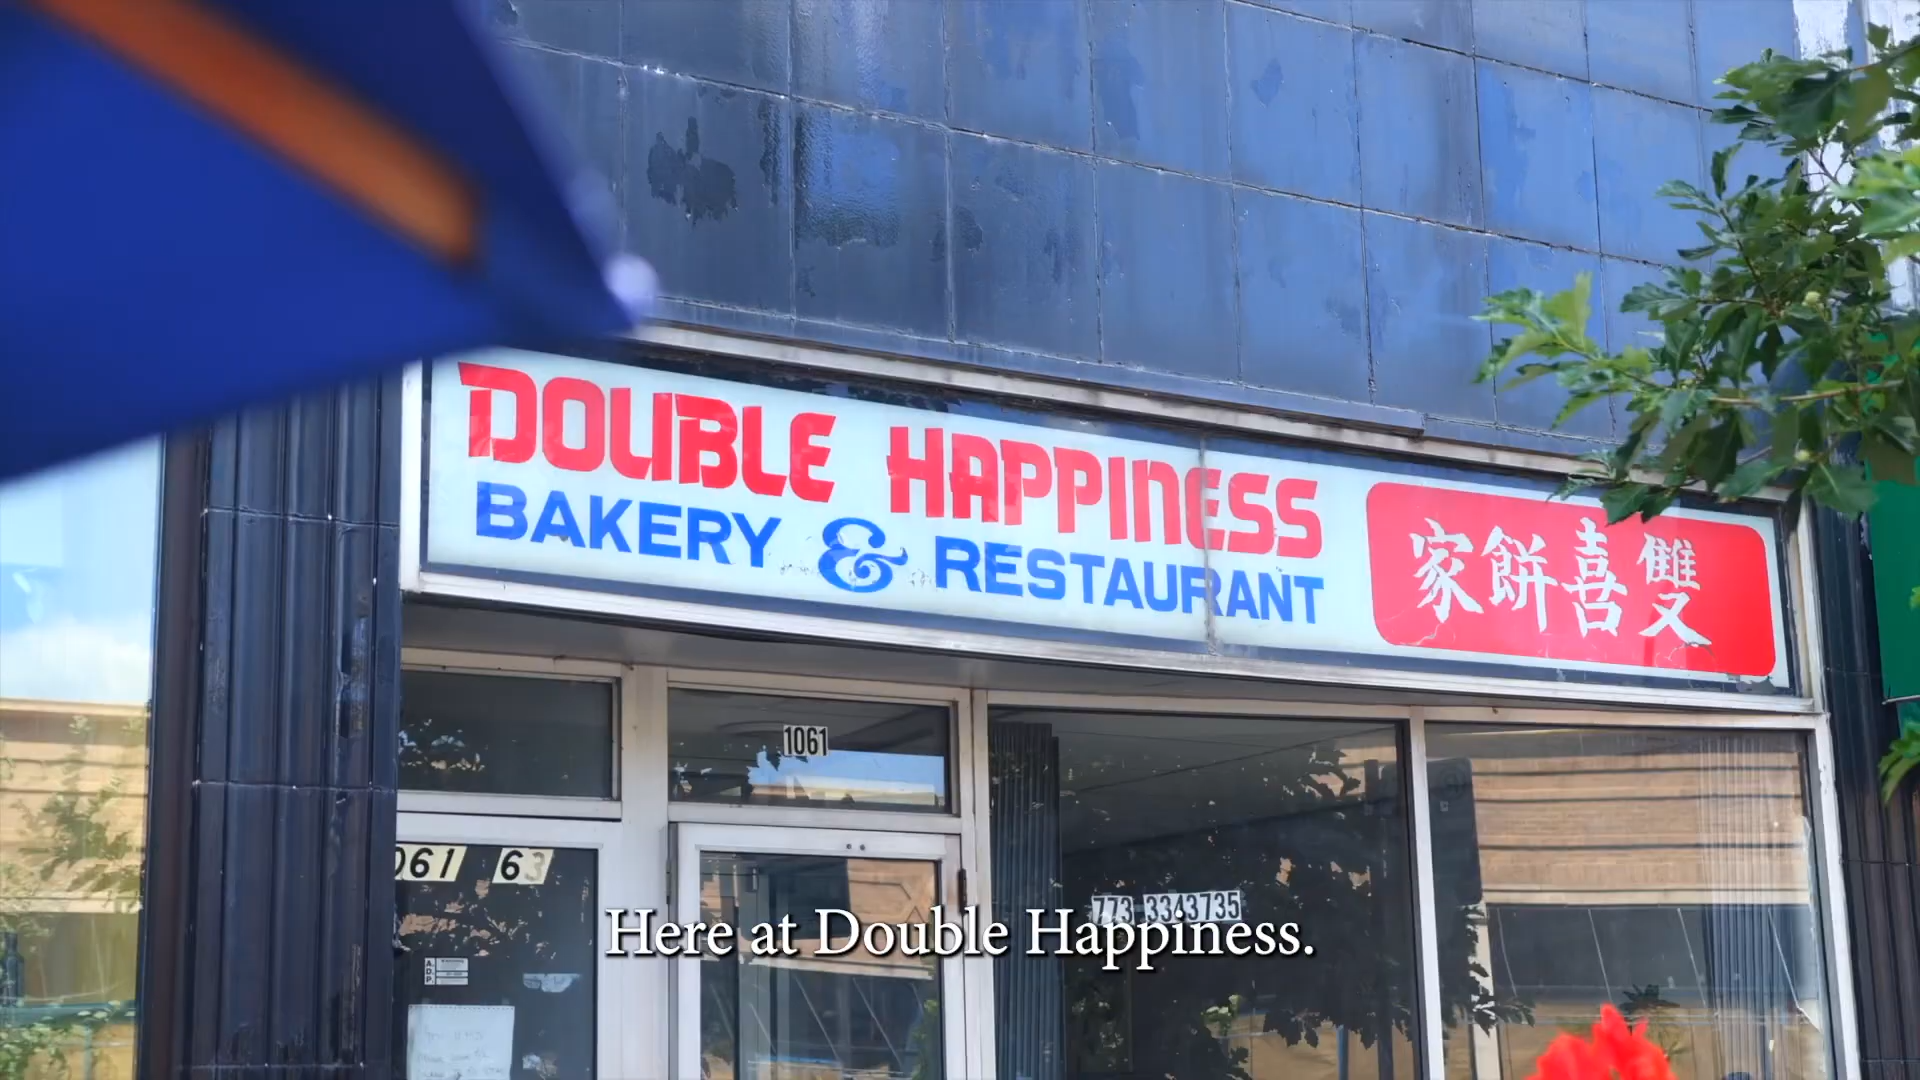 DOUBLE HAPPINESS
BAKERY & RESTAURANT
家餅喜雙
1061
061 63
773 3343735
A.D.P.
Here at Double Happiness.